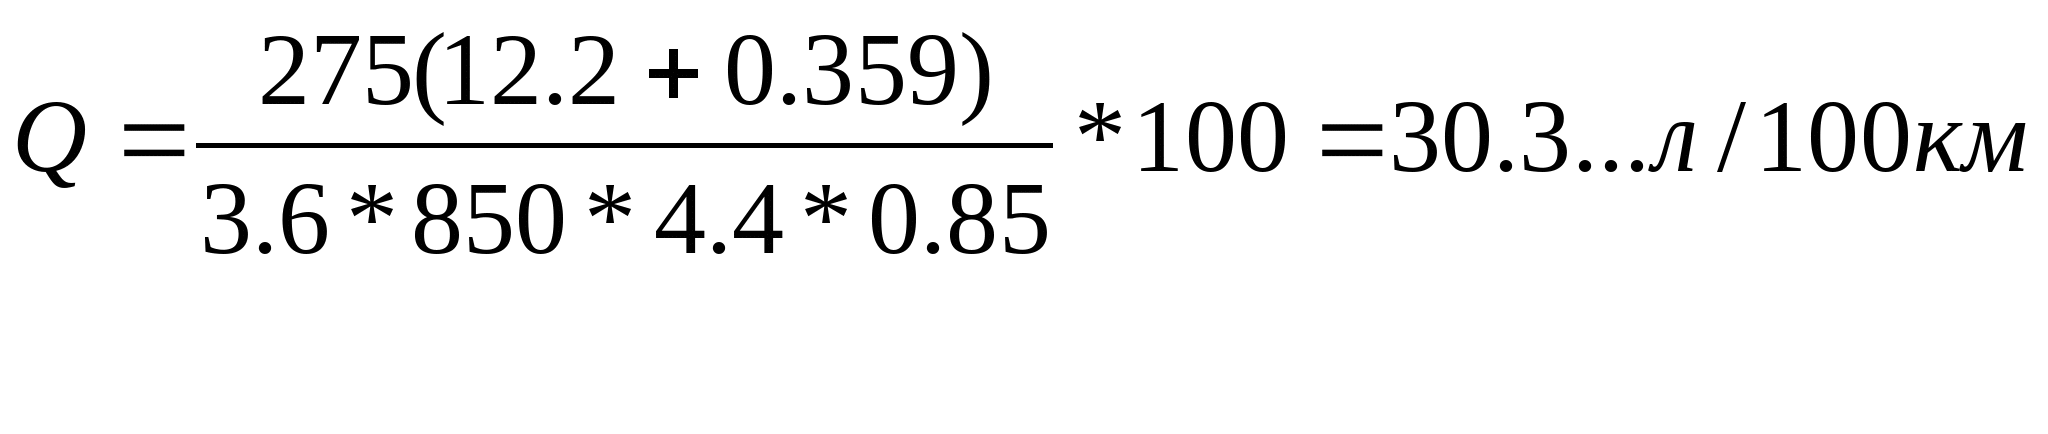 Q = 275(12.2 + 0.359) / 3.6 * 850 * 4.4 * 0.85 *100 =30.3...л /100км